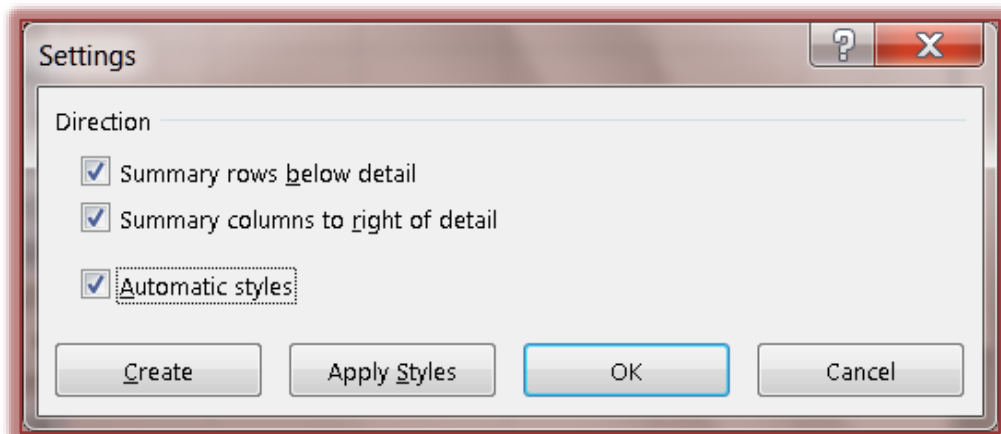 Settings
Direction
Summary rows below detail
Summary columns to right of detail
Automatic styles
Create Apply Styles OK Cancel